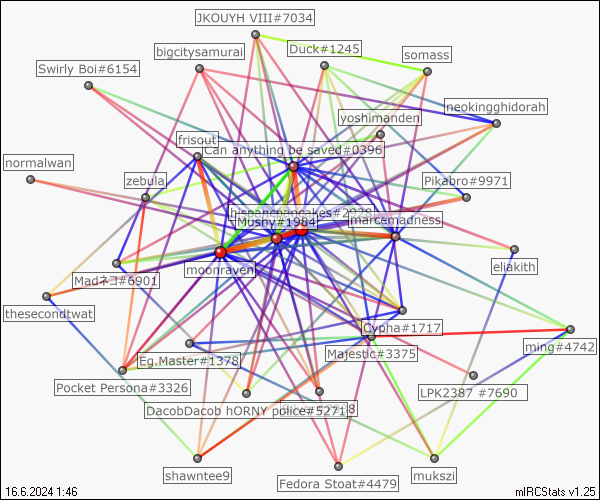 JKOUYH VIII#7034
bigcitysamurai
Duck#1245
somass
Swirly Boi#6154
neokingghidorah
yoshimanden
frisout
Can anything be saved#0396
normalwan
zebula
Pikabro#9971
hispanicpancakes#2928
Mushy#1984
marcemadness
moonraven
eliakith
Madネコ#6901
thesecondtwat
Cypha#1717
ming#4742
Majestic#3375
Eg.Master#1378
Pocket Persona#3326
LPK2387 #7690
DacobDacob hORNY police#5271
shawntee9
mukszi
Fedora Stoat#4479
16.6.2024 1:46
mIRCStats v1.25